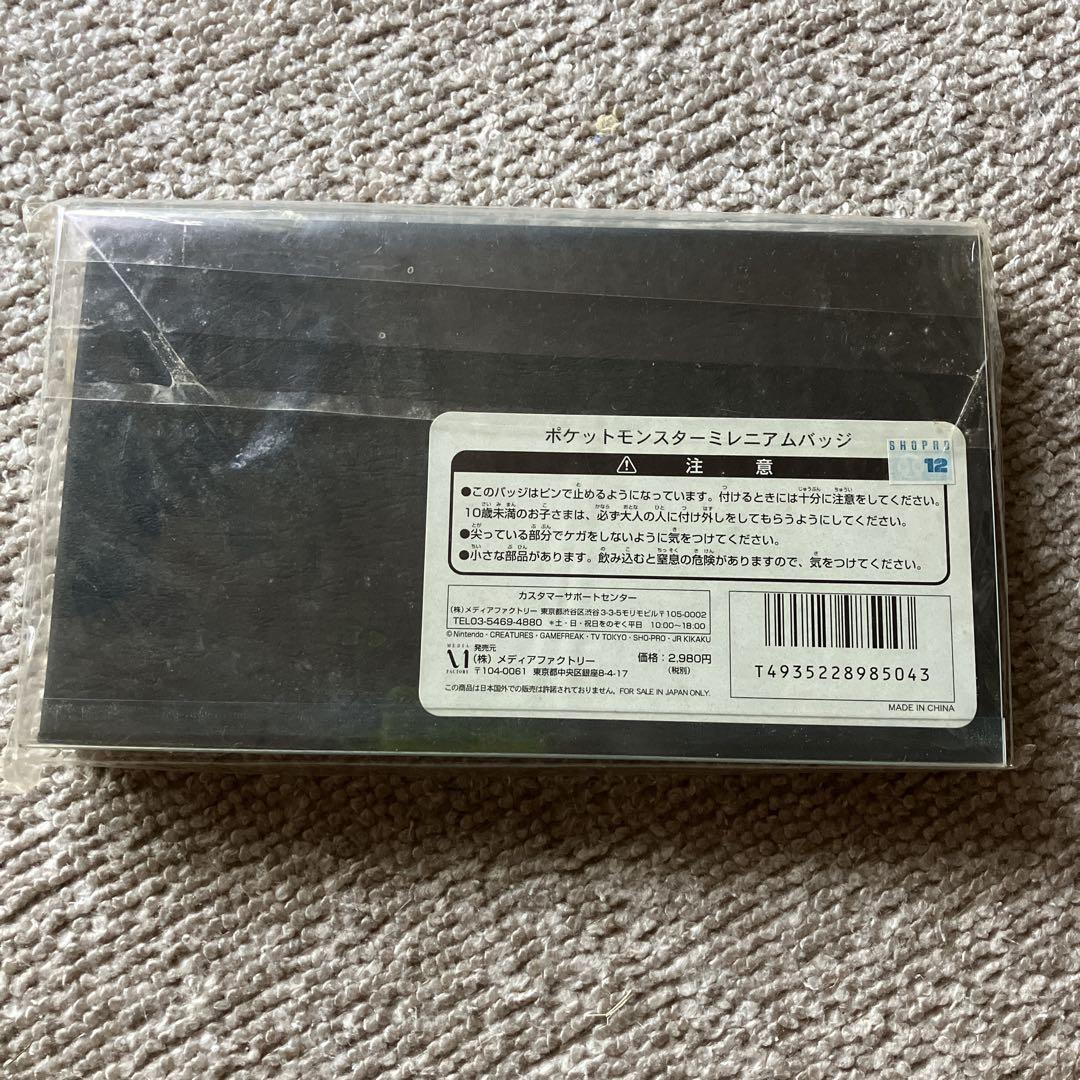 ポケットモンスターミレニアムバッジ
SHOPRO
12
注意
●このバッジはピンで止めるようになっています。付けるときには十分に注意をしてください。
10歳未満のお子さまは、必ず大人の人に付け外しをしてもらうようにしてください。
●尖っている部分でケガをしないように気をつけてください。
●小さな部品があります。飲み込むと窒息の危険がありますので、気をつけてください。
カスタマーサポートセンター
(株)メディアファクトリー 東京都渋谷区渋谷3-3-5モリモビル〒105-0002
TEL03-5469-4880 *土・日・祝日をのぞく平日 10:00~18:00
©Nintendo・CREATURES・GAMEFREAK・TV TOKYO・SHO-PRO・JR KIKAKU
MEDIA FACTORY
発売元
(株)メディアファクトリー 価格:2,980円
〒104-0061 東京都中央区銀座8-4-17 (税別)
この商品は日本国外での販売は許諾されておりません。FOR SALE IN JAPAN ONLY.
T4935228985043
MADE IN CHINA